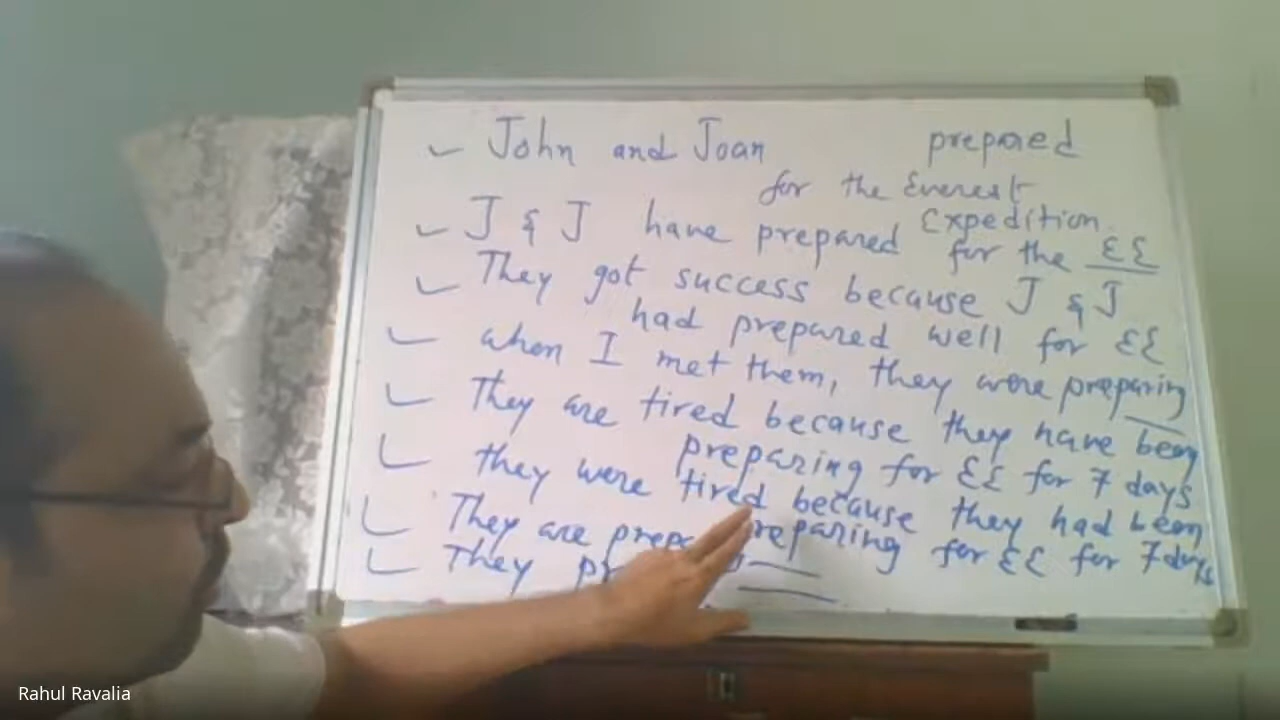 ✓ John and Joan prepared
for the Everest
Expedition.
✓ J & J have prepared for the EE
✓ They got success because J & J
had prepared well for EE
✓ when I met them, they were preparing
✓ They are tired because they have been
preparing for EE for 7 days
✓ they were tired because they had been
preparing for EE for 7 days
✓ They are
✓ They
Rahul Ravalia